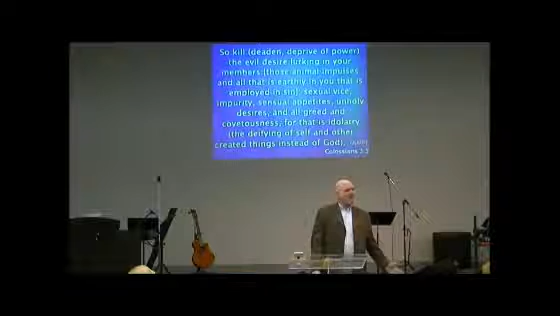 So kill (deaden, deprive of power)
the evil desire lurking in your
members [those animal impulses
and all that is earthly in you that is
employed in sin], sexual vice,
impurity, sensual appetites, unholy
desires, and all greed and
covetousness, for that is idolatry
(the deifying of self and other
created things instead of God).
Colossians 3:5